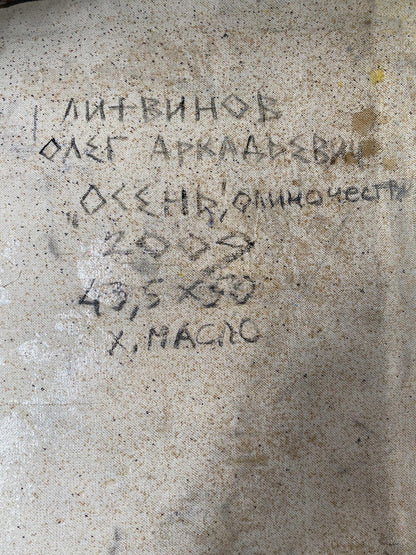 ЛИТВИНОВ
ОЛЕГ АРКАДЬЕВИЧ
„ОСЕНЬ", одиночество
2009
43,5 х 50
Х. МАСЛО